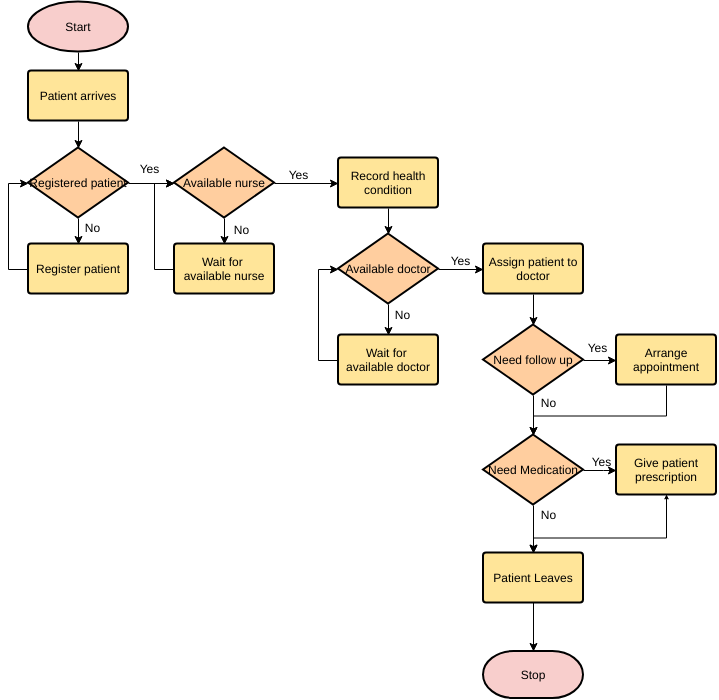 Start
Patient arrives
Registered patient
Yes
No
Register patient
Available nurse
Yes
No
Wait for
available nurse
Record health
condition
Available doctor
Yes
No
Wait for
available doctor
Assign patient to
doctor
Need follow up
Yes
No
Arrange
appointment
Need Medication
Yes
No
Give patient
prescription
Patient Leaves
Stop